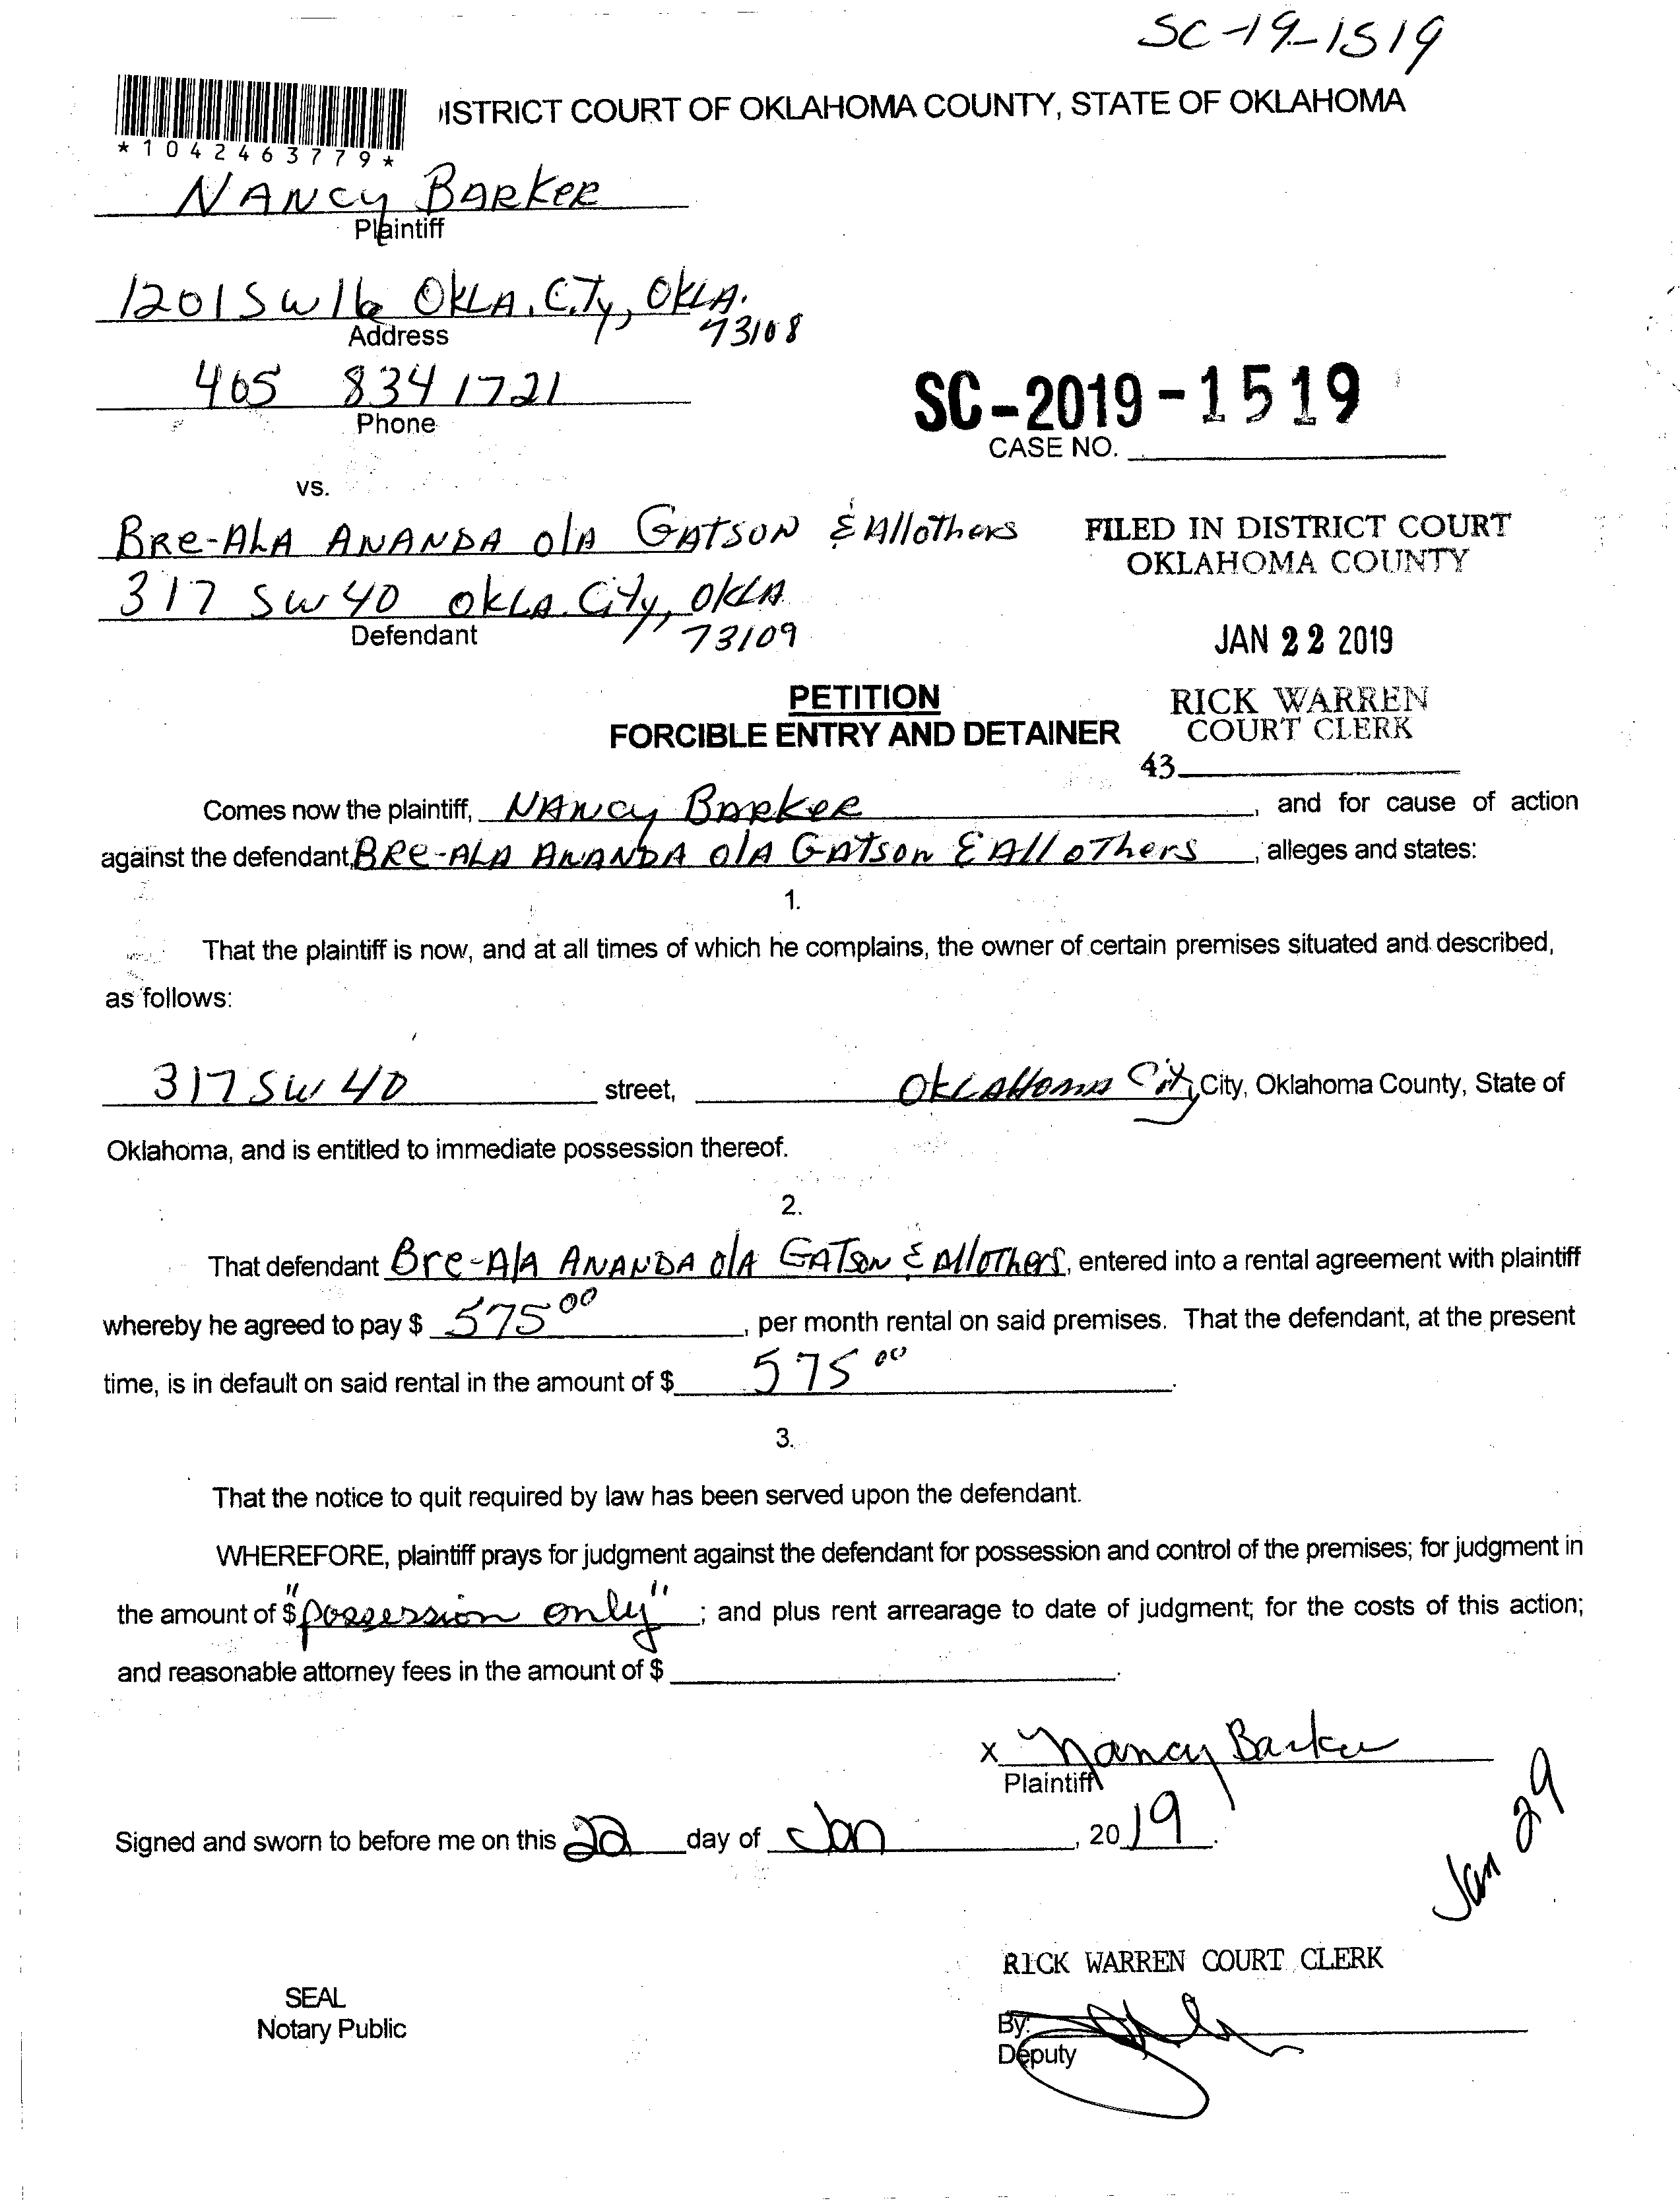 SC-19-1519
ISTRICT COURT OF OKLAHOMA COUNTY, STATE OF OKLAHOMA
*1042463779*
NANCY BARKER
Plaintiff
1201 SW 16 OKLA. CITy, OKLA.
73108
Address
405 834 1721
Phone
SC-2019-1519
CASE NO.
vs.
BRe-ALA ANANDA olA GATSON & Allothers
FILED IN DISTRICT COURT
OKLAHOMA COUNTY
317 SW 40 OKLA. City, OKLA
73109
Defendant
JAN 22 2019
PETITION
FORCIBLE ENTRY AND DETAINER
RICK WARREN
COURT CLERK
43
Comes now the plaintiff, NANCy BARKER, and for cause of action
against the defendant, BRe-ALA ANANDA olA GATSon & All oThers, alleges and states:
1.
That the plaintiff is now, and at all times of which he complains, the owner of certain premises situated and described,
as follows:
317 SW 40 street, OKLAHoma City City, Oklahoma County, State of
Oklahoma, and is entitled to immediate possession thereof.
2.
That defendant Bre-AlA ANANDA olA GATSon & AllOThers, entered into a rental agreement with plaintiff
whereby he agreed to pay $ 575 00, per month rental on said premises. That the defendant, at the present
time, is in default on said rental in the amount of $ 575 00.
3.
That the notice to quit required by law has been served upon the defendant.
WHEREFORE, plaintiff prays for judgment against the defendant for possession and control of the premises; for judgment in
the amount of $ "possession only"; and plus rent arrearage to date of judgment; for the costs of this action;
and reasonable attorney fees in the amount of $ .
x Nancy Barker
Plaintiff
Signed and sworn to before me on this 22 day of Jan, 2019.
Jan 29
RICK WARREN COURT CLERK
SEAL
Notary Public
By:
Deputy